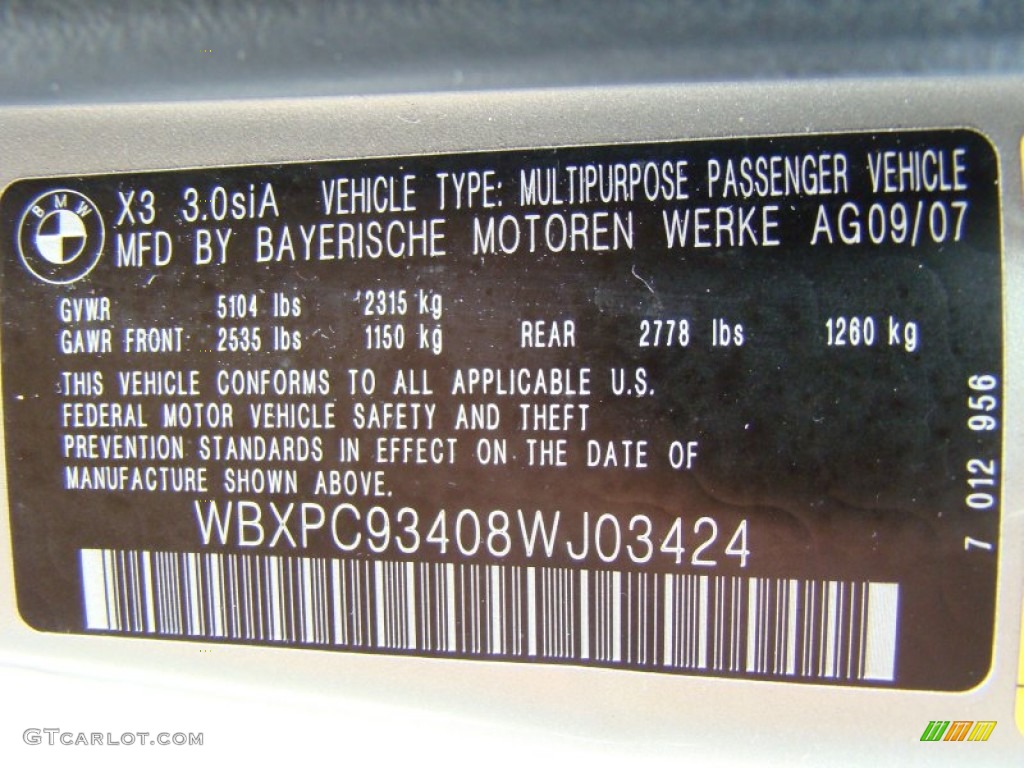 BMW
X3 3.0siA VEHICLE TYPE: MULTIPURPOSE PASSENGER VEHICLE
MFD BY BAYERISCHE MOTOREN WERKE AG09/07
GVWR 5104 lbs 2315 kg
GAWR FRONT 2535 lbs 1150 kg REAR 2778 lbs 1260 kg
THIS VEHICLE CONFORMS TO ALL APPLICABLE U.S.
FEDERAL MOTOR VEHICLE SAFETY AND THEFT
PREVENTION STANDARDS IN EFFECT ON THE DATE OF
MANUFACTURE SHOWN ABOVE.
WBXPC93408WJ03424
7 012 956
GTCARLOT.COM